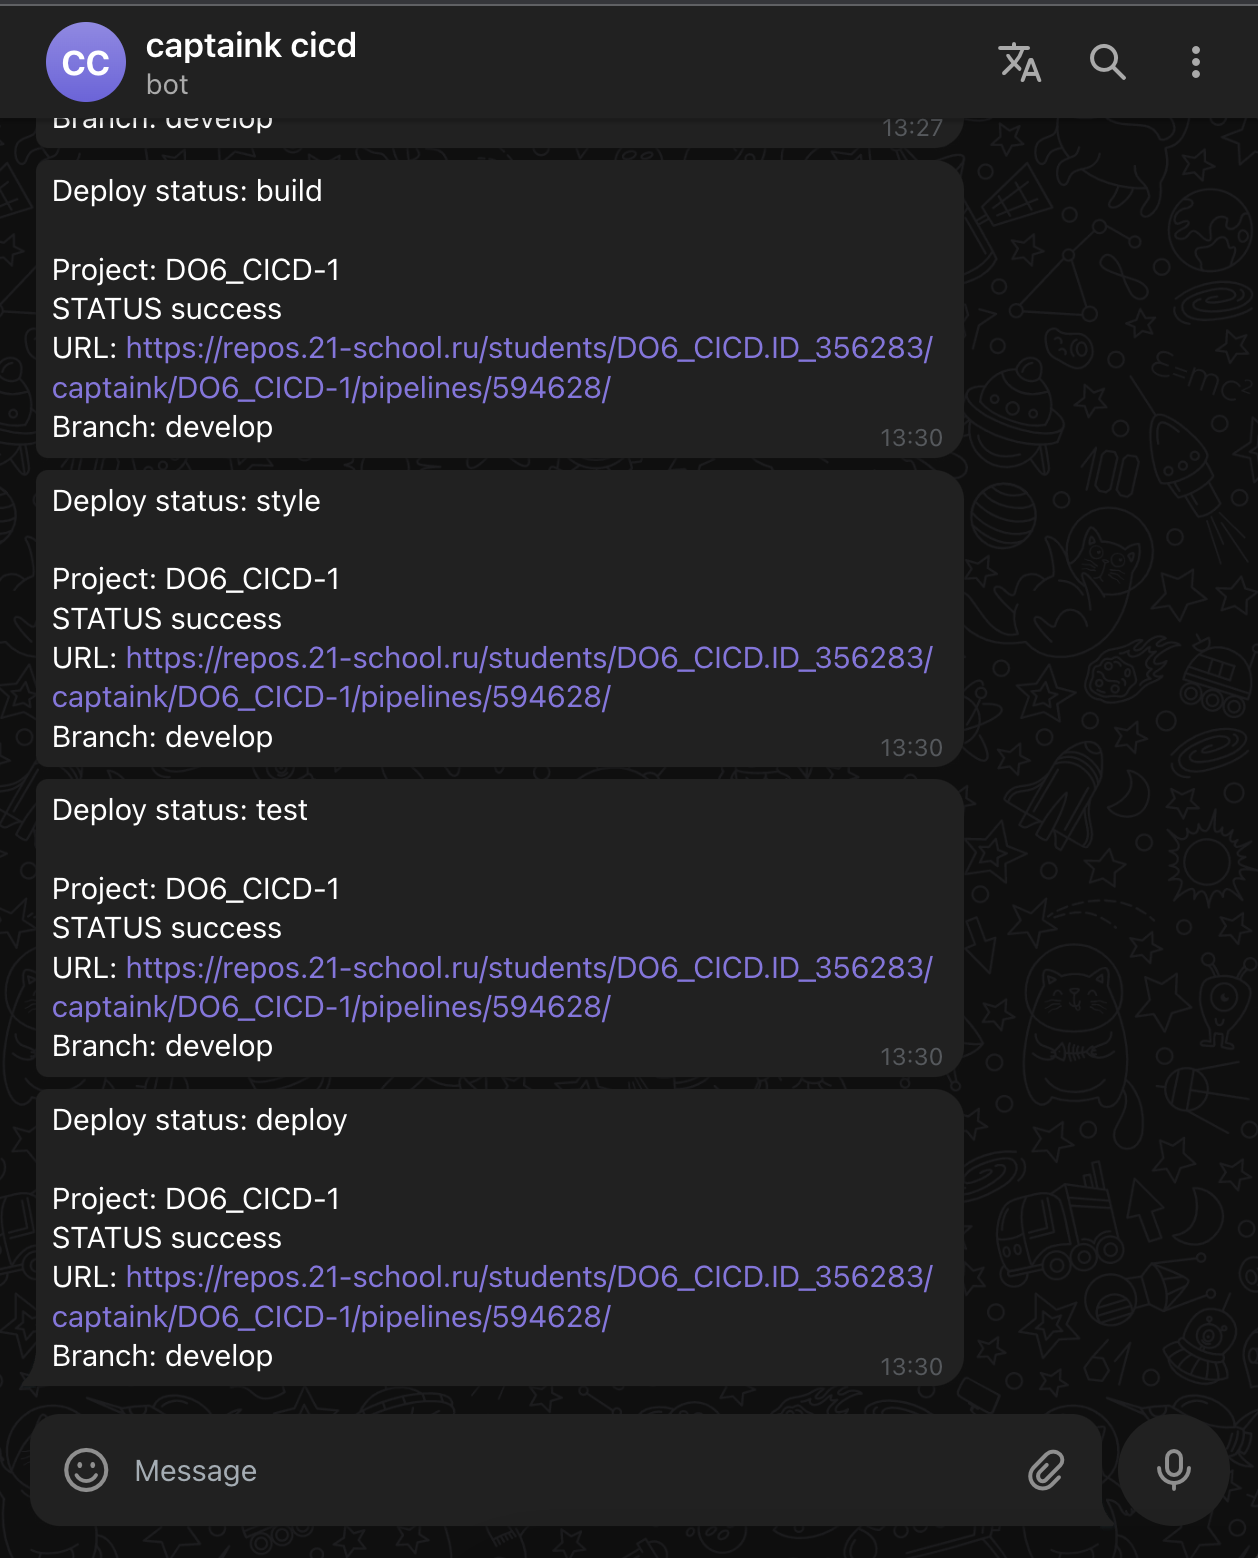 CC
captaink cicd
bot
Branch: develop
13:27
Deploy status: build
Project: DO6_CICD-1
STATUS success
URL: https://repos.21-school.ru/students/DO6_CICD.ID_356283/
captaink/DO6_CICD-1/pipelines/594628/
Branch: develop
13:30
Deploy status: style
Project: DO6_CICD-1
STATUS success
URL: https://repos.21-school.ru/students/DO6_CICD.ID_356283/
captaink/DO6_CICD-1/pipelines/594628/
Branch: develop
13:30
Deploy status: test
Project: DO6_CICD-1
STATUS success
URL: https://repos.21-school.ru/students/DO6_CICD.ID_356283/
captaink/DO6_CICD-1/pipelines/594628/
Branch: develop
13:30
Deploy status: deploy
Project: DO6_CICD-1
STATUS success
URL: https://repos.21-school.ru/students/DO6_CICD.ID_356283/
captaink/DO6_CICD-1/pipelines/594628/
Branch: develop
13:30
Message
ε=mc²